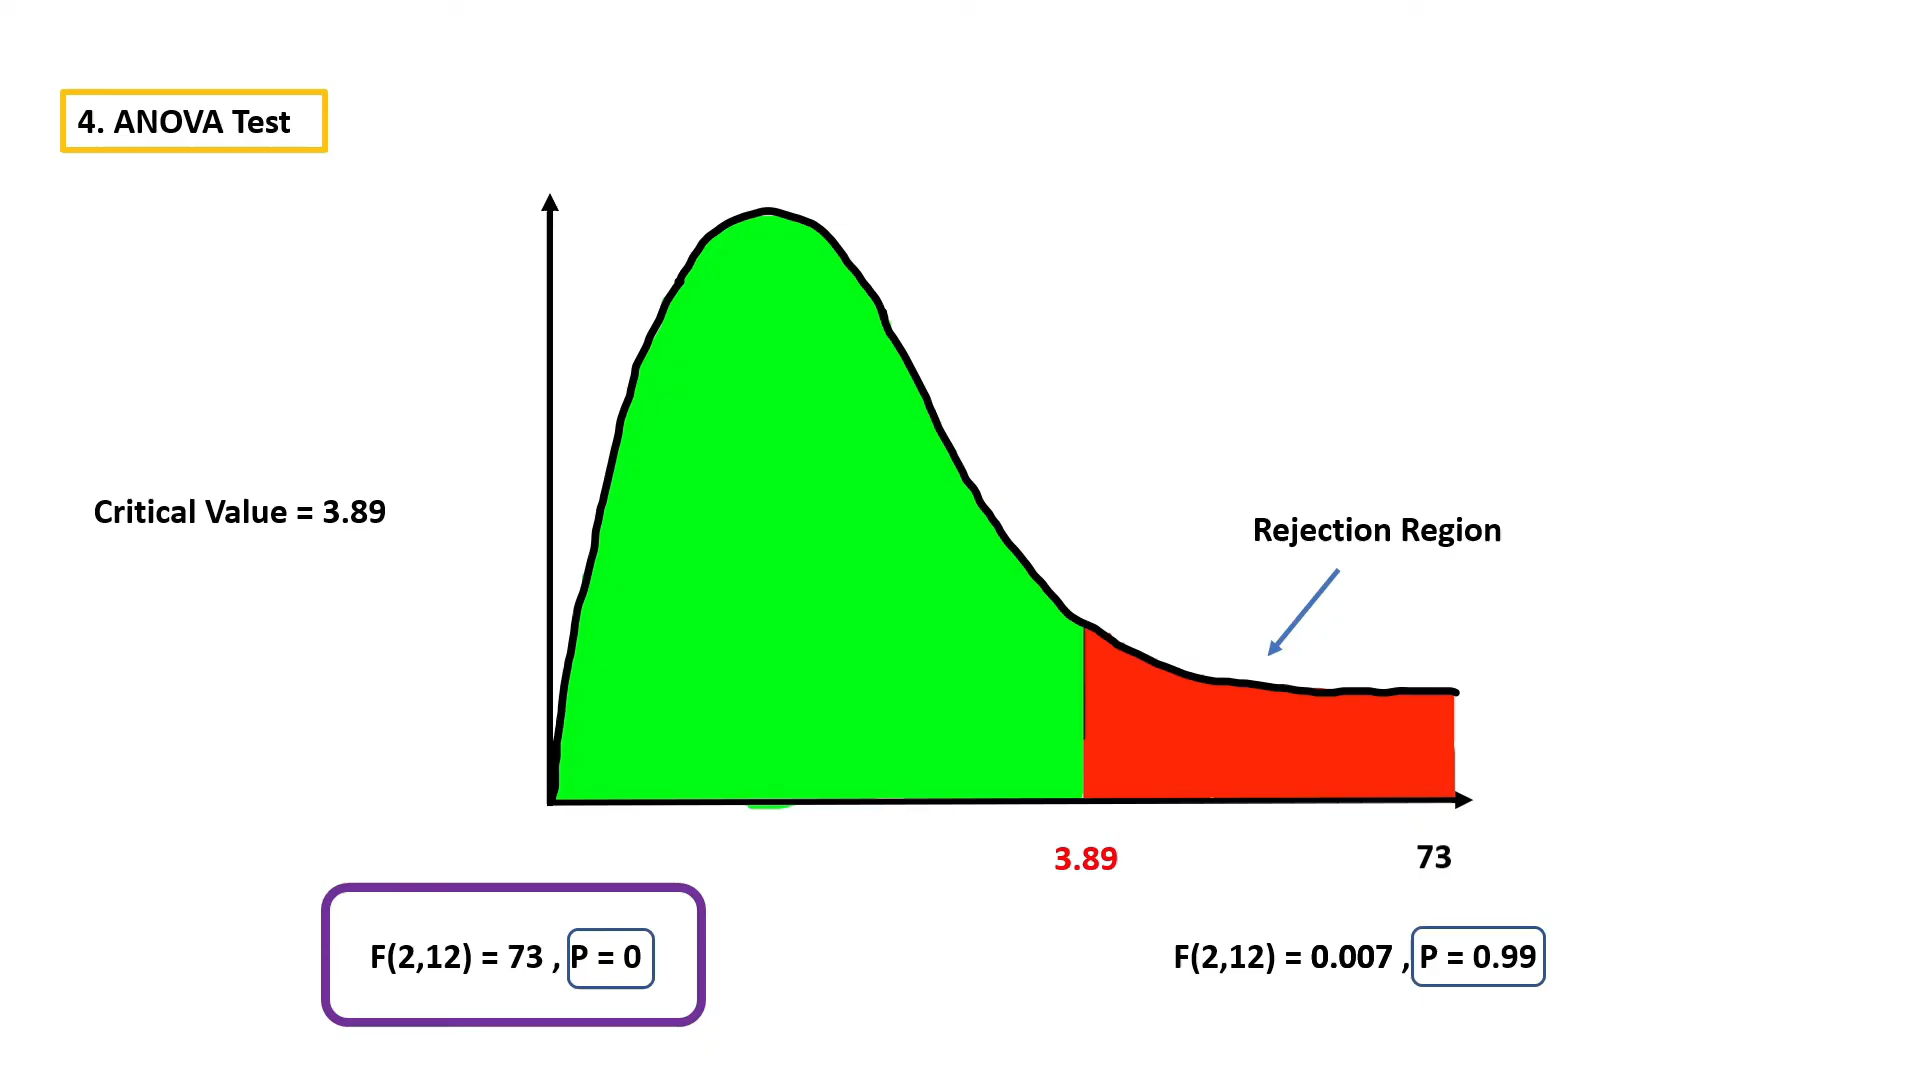 4. ANOVA Test
Critical Value = 3.89
Rejection Region
3.89
73
F(2,12) = 73 , P = 0
F(2,12) = 0.007 , P = 0.99